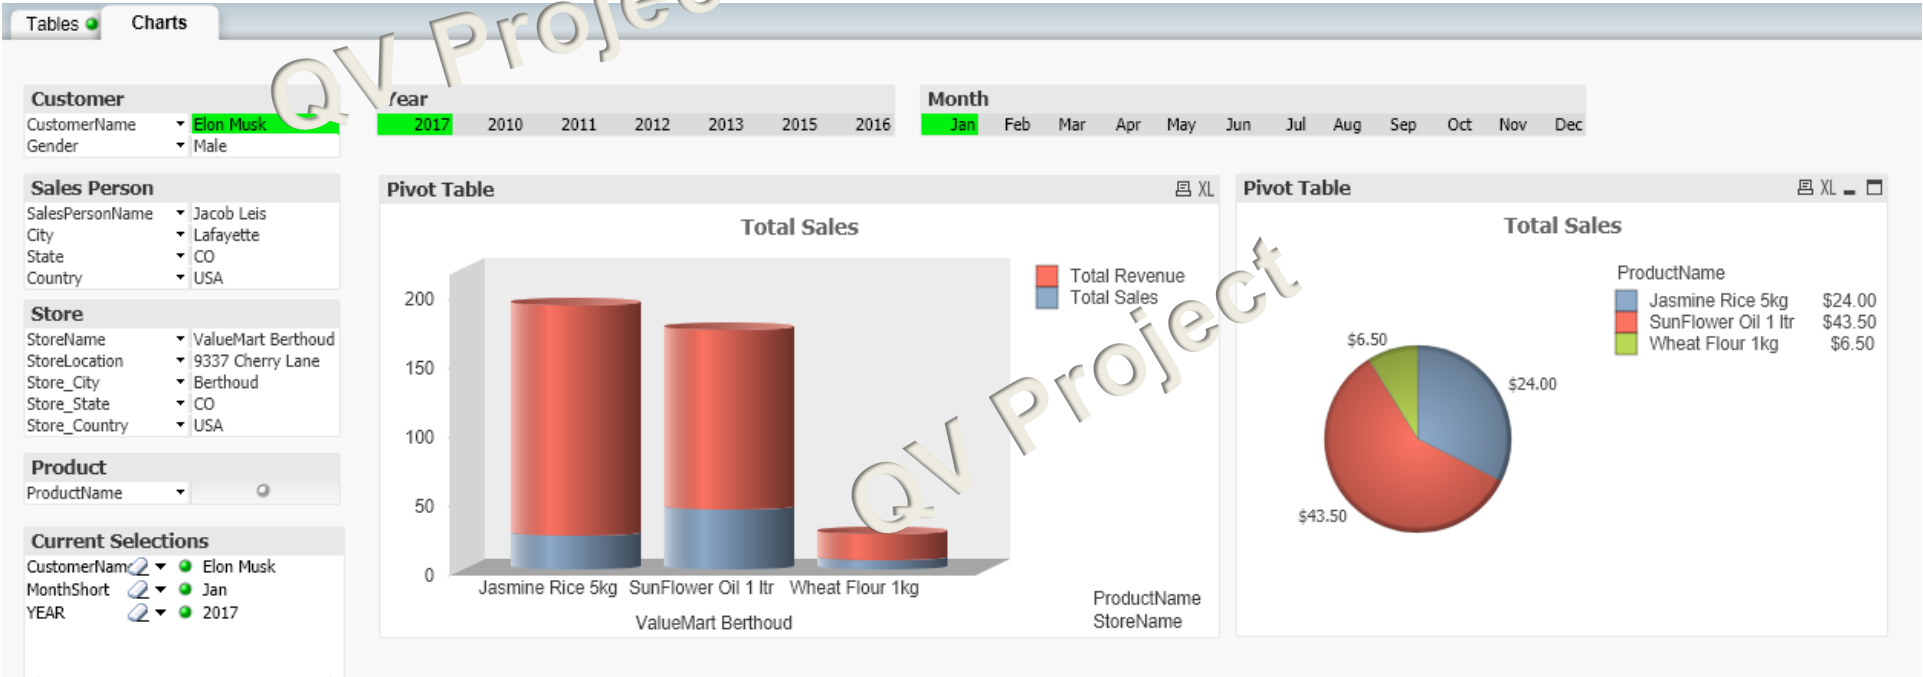 Tables Charts
QV Project
Customer
CustomerName Elon Musk
Gender Male
Year
2017 2010 2011 2012 2013 2015 2016
Month
Jan Feb Mar Apr May Jun Jul Aug Sep Oct Nov Dec
Sales Person
SalesPersonName Jacob Leis
City Lafayette
State CO
Country USA
Store
StoreName ValueMart Berthoud
StoreLocation 9337 Cherry Lane
Store_City Berthoud
Store_State CO
Store_Country USA
Product
ProductName
Current Selections
CustomerName Elon Musk
MonthShort Jan
YEAR 2017
Pivot Table XL
Total Sales
Total Revenue
Total Sales
200
150
100
50
0
Jasmine Rice 5kg SunFlower Oil 1 ltr Wheat Flour 1kg
ValueMart Berthoud
ProductName
StoreName
QV Project
Pivot Table XL
Total Sales
ProductName
Jasmine Rice 5kg $24.00
SunFlower Oil 1 ltr $43.50
Wheat Flour 1kg $6.50
$6.50
$24.00
$43.50